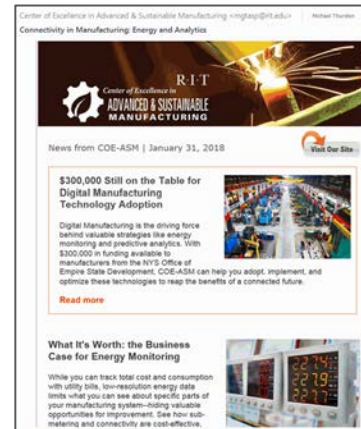 Center of Excellence in Advanced & Sustainable Manufacturing <mgtasp@rit.edu>
Michael Thurston
Connectivity in Manufacturing: Energy and Analytics
R·I·T
Center of Excellence in
ADVANCED & SUSTAINABLE
MANUFACTURING
News from COE-ASM | January 31, 2018
Visit Our Site
$300,000 Still on the Table for
Digital Manufacturing
Technology Adoption
Digital Manufacturing is the driving force
behind valuable strategies like energy
monitoring and predictive analytics. With
$300,000 in funding available to
manufacturers from the NYS Office of
Empire State Development, COE-ASM can help you adopt, implement, and
optimize these technologies to reap the benefits of a connected future.
Read more
What It's Worth: the Business
Case for Energy Monitoring
While you can track total cost and consumption
with utility bills, low-resolution energy data
limits what you can see about specific parts of
your manufacturing system–hiding valuable
opportunities for improvement. See how sub-
metering and connectivity are cost-effective,